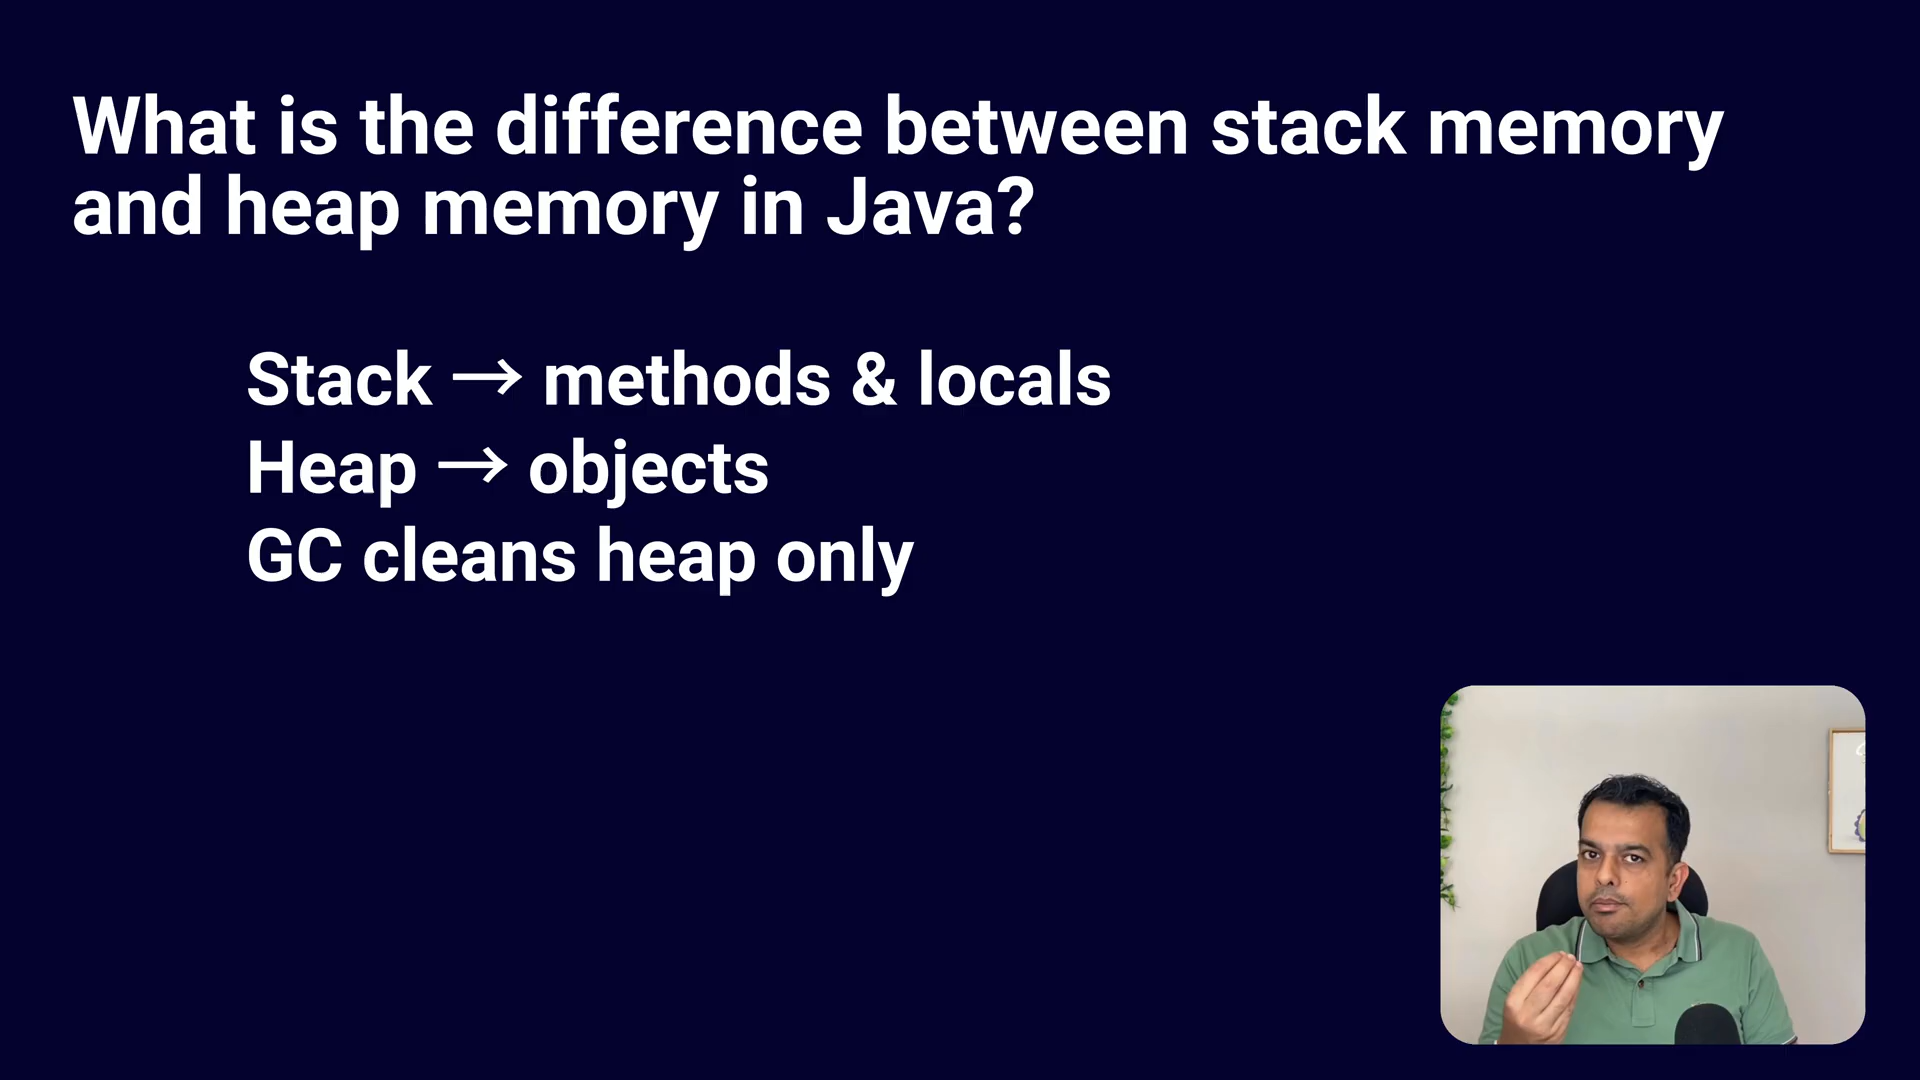 What is the difference between stack memory
and heap memory in Java?
Stack → methods & locals
Heap → objects
GC cleans heap only